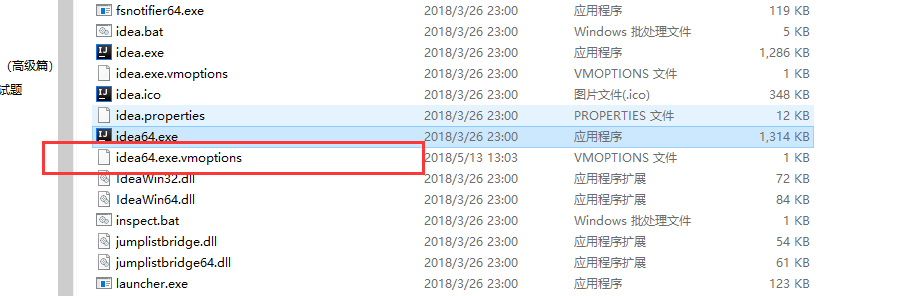 fsnotifier64.exe 2018/3/26 23:00 应用程序 119 KB
idea.bat 2018/3/26 23:00 Windows 批处理文件 5 KB
idea.exe 2018/3/26 23:00 应用程序 1,286 KB
(高级篇)
idea.exe.vmoptions 2018/3/26 23:00 VMOPTIONS 文件 1 KB
试题
idea.ico 2018/3/26 23:00 图片文件(.ico) 348 KB
idea.properties 2018/3/26 23:00 PROPERTIES 文件 12 KB
idea64.exe 2018/3/26 23:00 应用程序 1,314 KB
idea64.exe.vmoptions 2018/5/13 13:03 VMOPTIONS 文件 1 KB
IdeaWin32.dll 2018/3/26 23:00 应用程序扩展 72 KB
IdeaWin64.dll 2018/3/26 23:00 应用程序扩展 84 KB
inspect.bat 2018/3/26 23:00 Windows 批处理文件 1 KB
jumplistbridge.dll 2018/3/26 23:00 应用程序扩展 54 KB
jumplistbridge64.dll 2018/3/26 23:00 应用程序扩展 61 KB
launcher.exe 2018/3/26 23:00 应用程序 123 KB